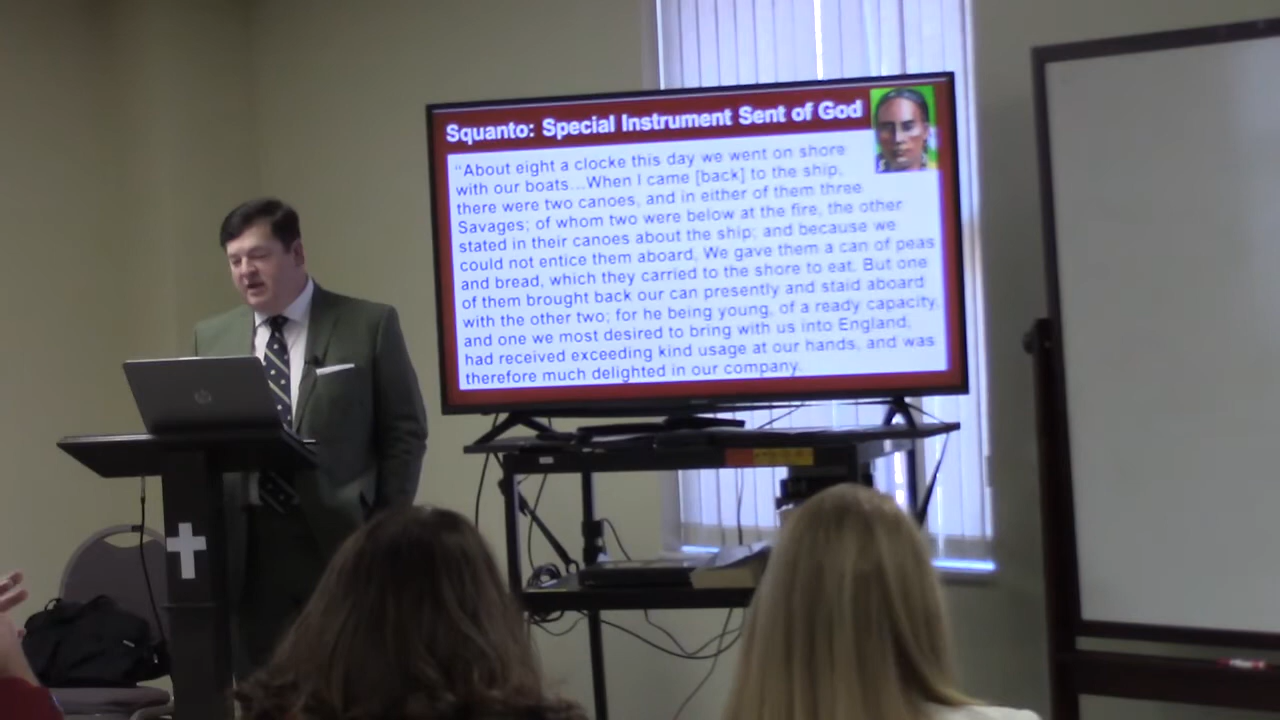 Squanto: Special Instrument Sent of God
"About eight a clocke this day we went on shore
with our boats...When I came [back] to the ship,
there were two canoes, and in either of them three
Savages; of whom two were below at the fire, the other
stated in their canoes about the ship; and because we
could not entice them aboard, We gave them a can of peas
and bread, which they carried to the shore to eat. But one
of them brought back our can presently and staid aboard
with the other two; for he being young, of a ready capacity,
and one we most desired to bring with us into England,
had received exceeding kind usage at our hands, and was
therefore much delighted in our company.
hp